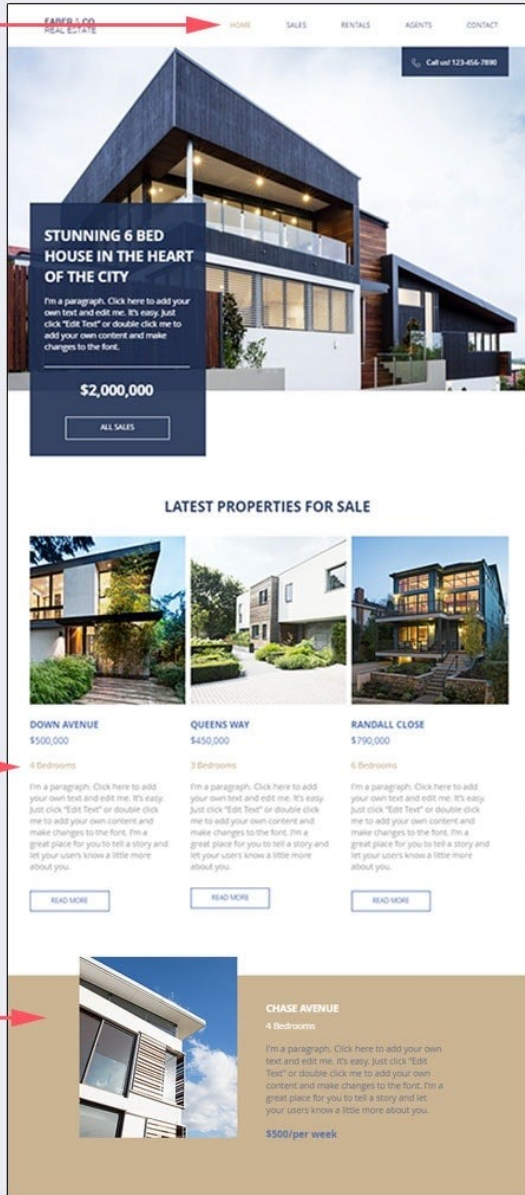 FABER & CO
REAL ESTATE
HOME SALES RENTALS AGENTS CONTACT
Call us! 123-456-7890
STUNNING 6 BED
HOUSE IN THE HEART
OF THE CITY
I'm a paragraph. Click here to add your
own text and edit me. It's easy. Just
click "Edit Text" or double click me to
add your own content and make
changes to the font.
$2,000,000
ALL SALES
LATEST PROPERTIES FOR SALE
DOWN AVENUE
$500,000
4 Bedrooms
I'm a paragraph. Click here to add
your own text and edit me. It's easy.
Just click "Edit Text" or double click
me to add your own content and
make changes to the font. I'm a
great place for you to tell a story and
let your users know a little more
about you.
READ MORE
QUEENS WAY
$450,000
3 Bedrooms
I'm a paragraph. Click here to add
your own text and edit me. It's easy.
Just click "Edit Text" or double click
me to add your own content and
make changes to the font. I'm a
great place for you to tell a story and
let your users know a little more
about you.
READ MORE
RANDALL CLOSE
$790,000
6 Bedrooms
I'm a paragraph. Click here to add
your own text and edit me. It's easy.
Just click "Edit Text" or double click
me to add your own content and
make changes to the font. I'm a
great place for you to tell a story and
let your users know a little more
about you.
READ MORE
CHASE AVENUE
4 Bedrooms
I'm a paragraph. Click here to add your own
text and edit me. It's easy. Just click "Edit
Text" or double click me to add your own
content and make changes to the font. I'm a
great place for you to tell a story and let
your users know a little more about you.
$500/per week